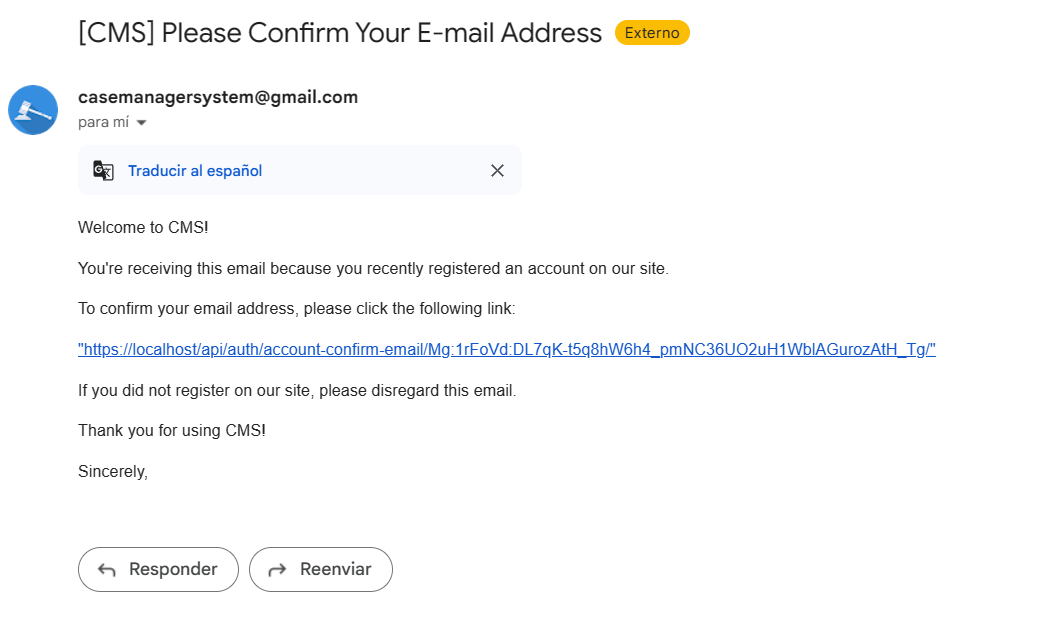 [CMS] Please Confirm Your E-mail Address Externo
casemanagersystem@gmail.com
para mí
Traducir al español
Welcome to CMS!
You're receiving this email because you recently registered an account on our site.
To confirm your email address, please click the following link:
"https://localhost/api/auth/account-confirm-email/Mg:1rFoVd:DL7qK-t5q8hW6h4_pmNC36UO2uH1WblAGurozAtH_Tg/"
If you did not register on our site, please disregard this email.
Thank you for using CMS!
Sincerely,
Responder Reenviar